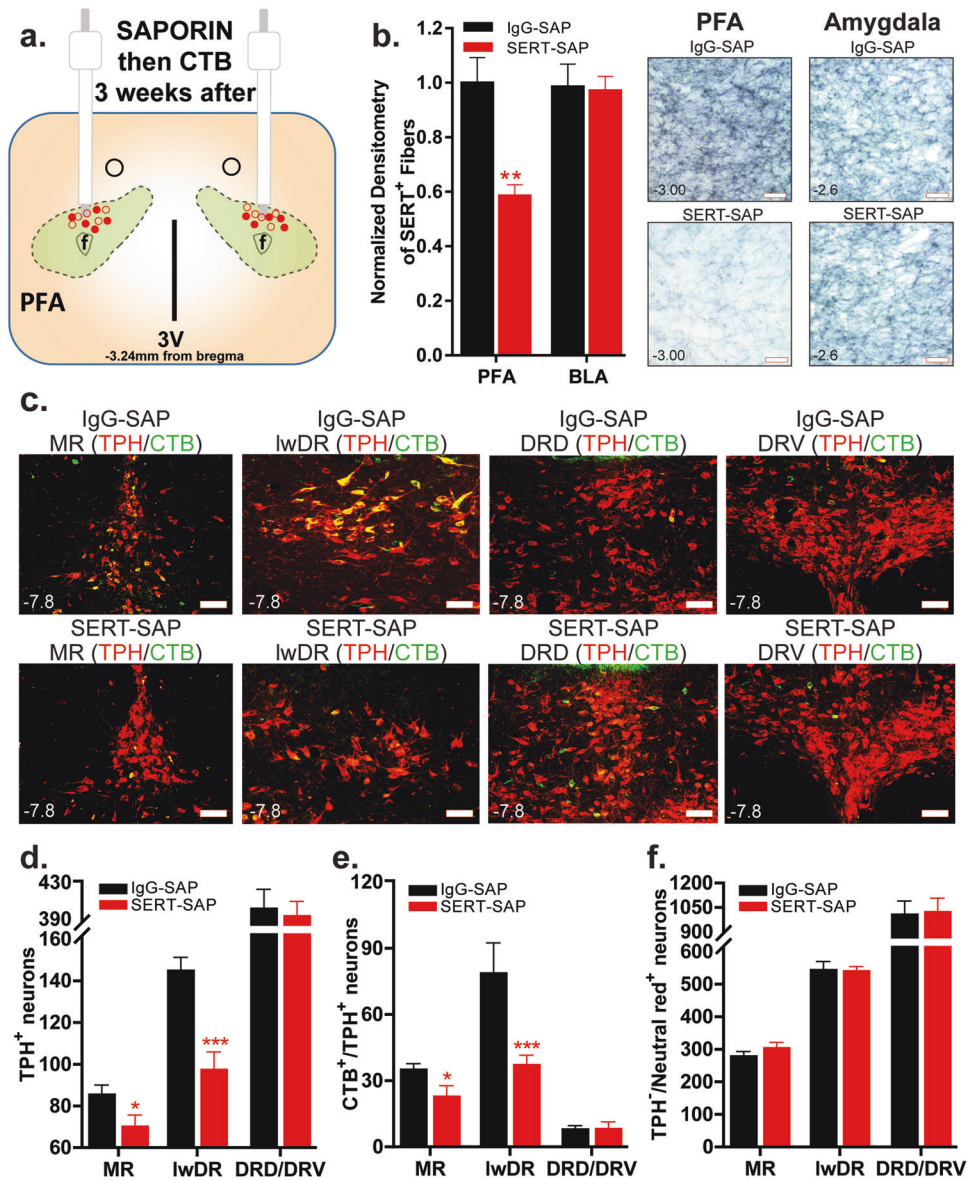 a.
SAPORIN
then CTB
3 weeks after
f
f
PFA
3V
-3.24mm from bregma
b.
IgG-SAP
SERT-SAP
Normalized Densitometry
of SERT+ Fibers
1.2
1.0
0.8
0.6
0.4
0.2
0.0
**
PFA
BLA
PFA
Amygdala
IgG-SAP
IgG-SAP
-3.00
-2.6
SERT-SAP
SERT-SAP
-3.00
-2.6
c.
IgG-SAP
MR (TPH/CTB)
IgG-SAP
lwDR (TPH/CTB)
IgG-SAP
DRD (TPH/CTB)
IgG-SAP
DRV (TPH/CTB)
-7.8
-7.8
-7.8
-7.8
SERT-SAP
MR (TPH/CTB)
SERT-SAP
lwDR (TPH/CTB)
SERT-SAP
DRD (TPH/CTB)
SERT-SAP
DRV (TPH/CTB)
-7.8
-7.8
-7.8
-7.8
d.
IgG-SAP
SERT-SAP
TPH+ neurons
430
390
160
140
100
80
60
*
***
MR
lwDR
DRD/DRV
e.
IgG-SAP
SERT-SAP
CTB+/TPH+ neurons
120
90
60
30
0
*
***
MR
lwDR
DRD/DRV
f.
IgG-SAP
SERT-SAP
TPH-/Neutral red+ neurons
1200
1050
900
600
500
400
300
200
100
0
MR
lwDR
DRD/DRV